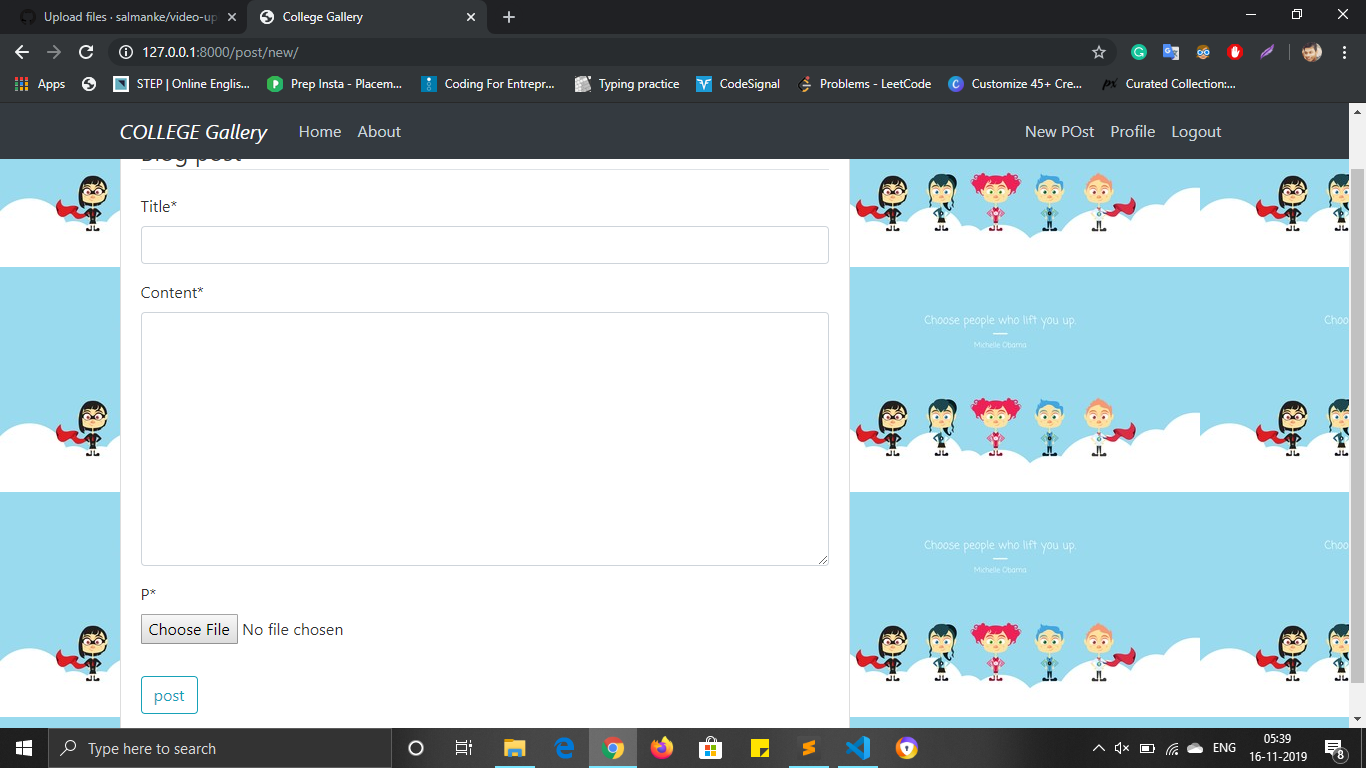 Upload files · salmanke/video-up
College Gallery
127.0.0.1:8000/post/new/
Apps
STEP | Online Englis...
Prep Insta - Placem...
Coding For Entrepr...
Typing practice
CodeSignal
Problems - LeetCode
Customize 45+ Cre...
Curated Collection:...
COLLEGE Gallery
Home
About
New POst
Profile
Logout
Blog post
Title*
Content*
Choose people who lift you up.
Michelle Obama
Choo
P*
Choose File No file chosen
Choose people who lift you up.
Michelle Obama
Choo
post
Type here to search
ENG
05:39
16-11-2019
8